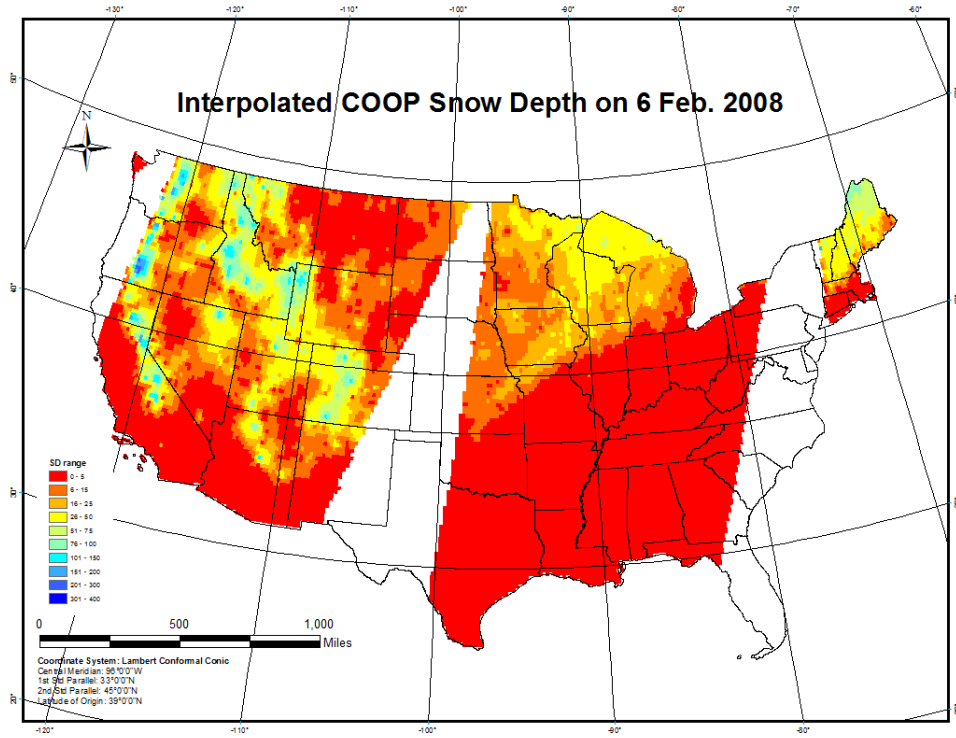 -130° -120° -110° -100° -90° -80° -70° -60°
Interpolated COOP Snow Depth on 6 Feb. 2008
N
SD range
0 - 5
6 - 15
16 - 25
26 - 50
51 - 75
76 - 100
101 - 150
151 - 200
201 - 300
301 - 400
0 500 1,000
Miles
Coordinate System: Lambert Conformal Conic
Central Meridian: 96°0'0"W
1st Std Parallel: 33°0'0"N
2nd Std Parallel: 45°0'0"N
Latitude of Origin: 39°0'0"N
-120° -110° -100° -90° -80°